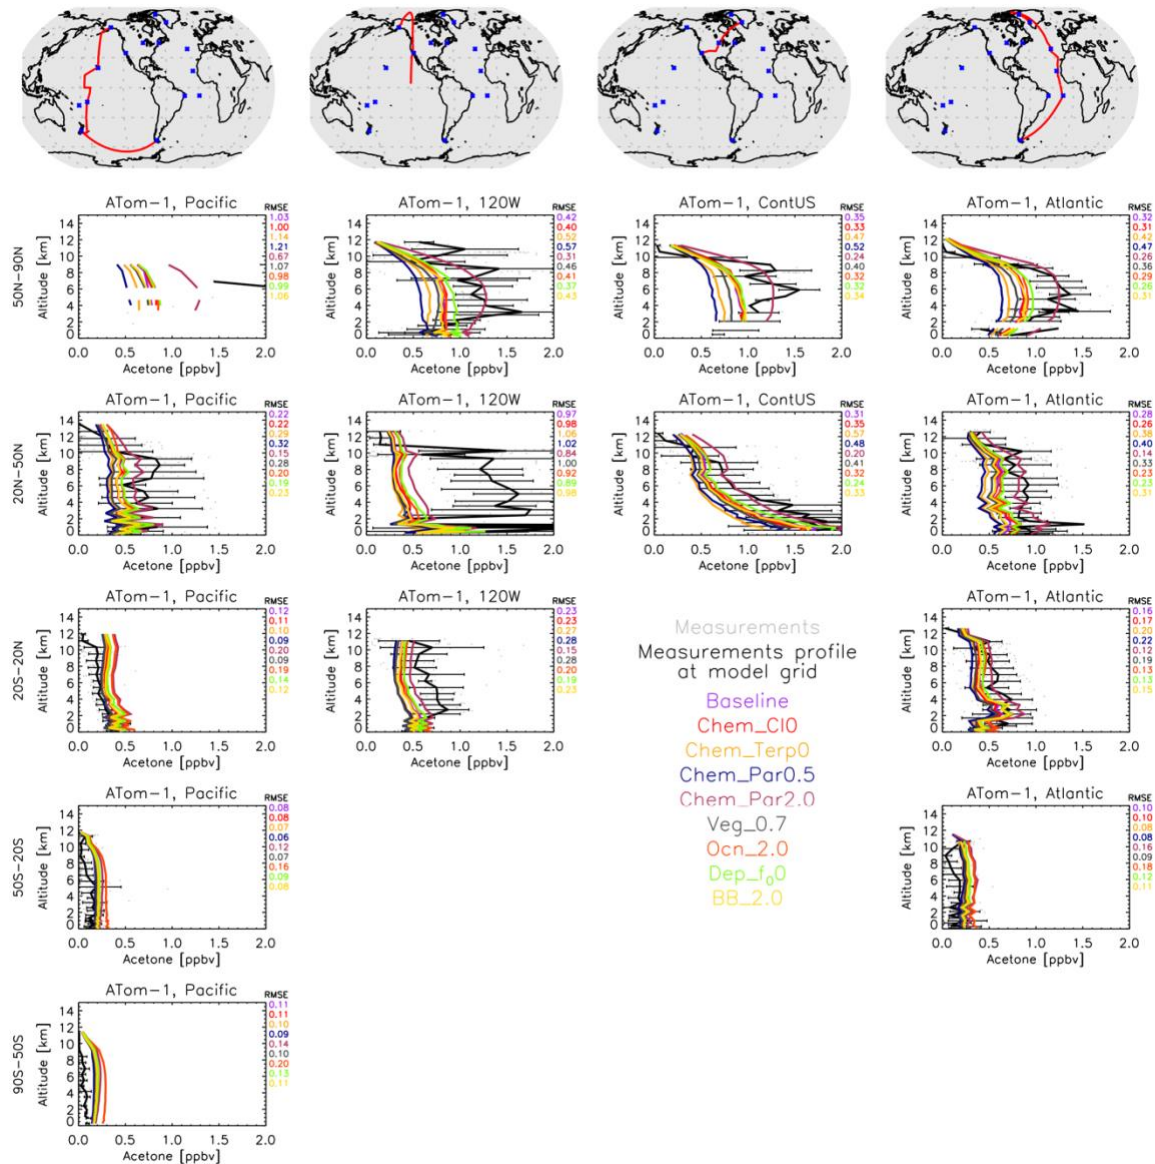 ATom-1, Pacific
ATom-1, 120W
ATom-1, ContUS
ATom-1, Atlantic
50N-90N
Altitude [km]
14
12
10
8
6
4
2
0
0.0 0.5 1.0 1.5 2.0
Acetone [ppbv]
RMSE
1.03
1.00
1.14
1.21
0.67
1.07
0.98
0.99
1.06
RMSE
0.42
0.40
0.52
0.57
0.31
0.46
0.41
0.37
0.43
RMSE
0.35
0.33
0.47
0.52
0.24
0.40
0.32
0.32
0.34
RMSE
0.32
0.31
0.42
0.47
0.26
0.36
0.29
0.26
0.31
20N-50N
ATom-1, Pacific
ATom-1, 120W
ATom-1, ContUS
ATom-1, Atlantic
RMSE
0.22
0.22
0.29
0.32
0.15
0.28
0.20
0.19
0.23
RMSE
0.97
0.98
1.06
1.02
0.84
1.00
0.92
0.89
0.98
RMSE
0.31
0.35
0.57
0.48
0.20
0.41
0.32
0.24
0.33
RMSE
0.28
0.26
0.38
0.40
0.14
0.33
0.23
0.23
0.31
20S-20N
ATom-1, Pacific
ATom-1, 120W
ATom-1, Atlantic
RMSE
0.12
0.11
0.10
0.09
0.20
0.09
0.19
0.14
0.12
RMSE
0.23
0.23
0.27
0.28
0.15
0.28
0.20
0.19
0.23
Measurements
Measurements profile
at model grid
Baseline
Chem_Cl0
Chem_Terp0
Chem_Par0.5
Chem_Par2.0
Veg_0.7
Ocn_2.0
Dep_f₀0
BB_2.0
RMSE
0.16
0.17
0.20
0.22
0.12
0.19
0.13
0.13
0.15
50S-20S
ATom-1, Pacific
ATom-1, Atlantic
RMSE
0.08
0.08
0.07
0.06
0.12
0.07
0.16
0.09
0.08
RMSE
0.10
0.10
0.08
0.08
0.16
0.09
0.18
0.12
0.11
90S-50S
ATom-1, Pacific
RMSE
0.11
0.11
0.10
0.09
0.14
0.10
0.20
0.13
0.11
Altitude [km]
Acetone [ppbv]